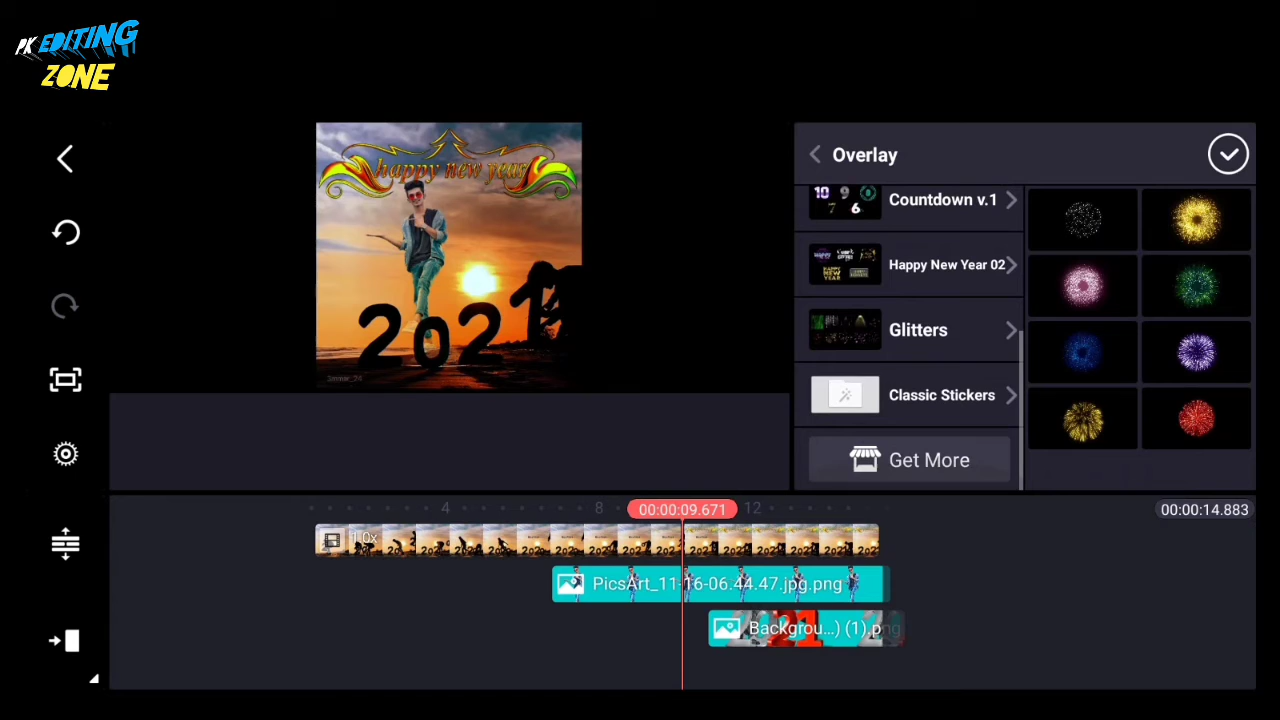 PK EDITING
ZONE
happy new year
2021
Overlay
Countdown v.1
Happy New Year 02
Glitters
Classic Stickers
Get More
4
8
00:00:09.671
12
00:00:14.883
1.0x
PicsArt_11-16-06.44.47.jpg.png
Backgrou...) (1).png